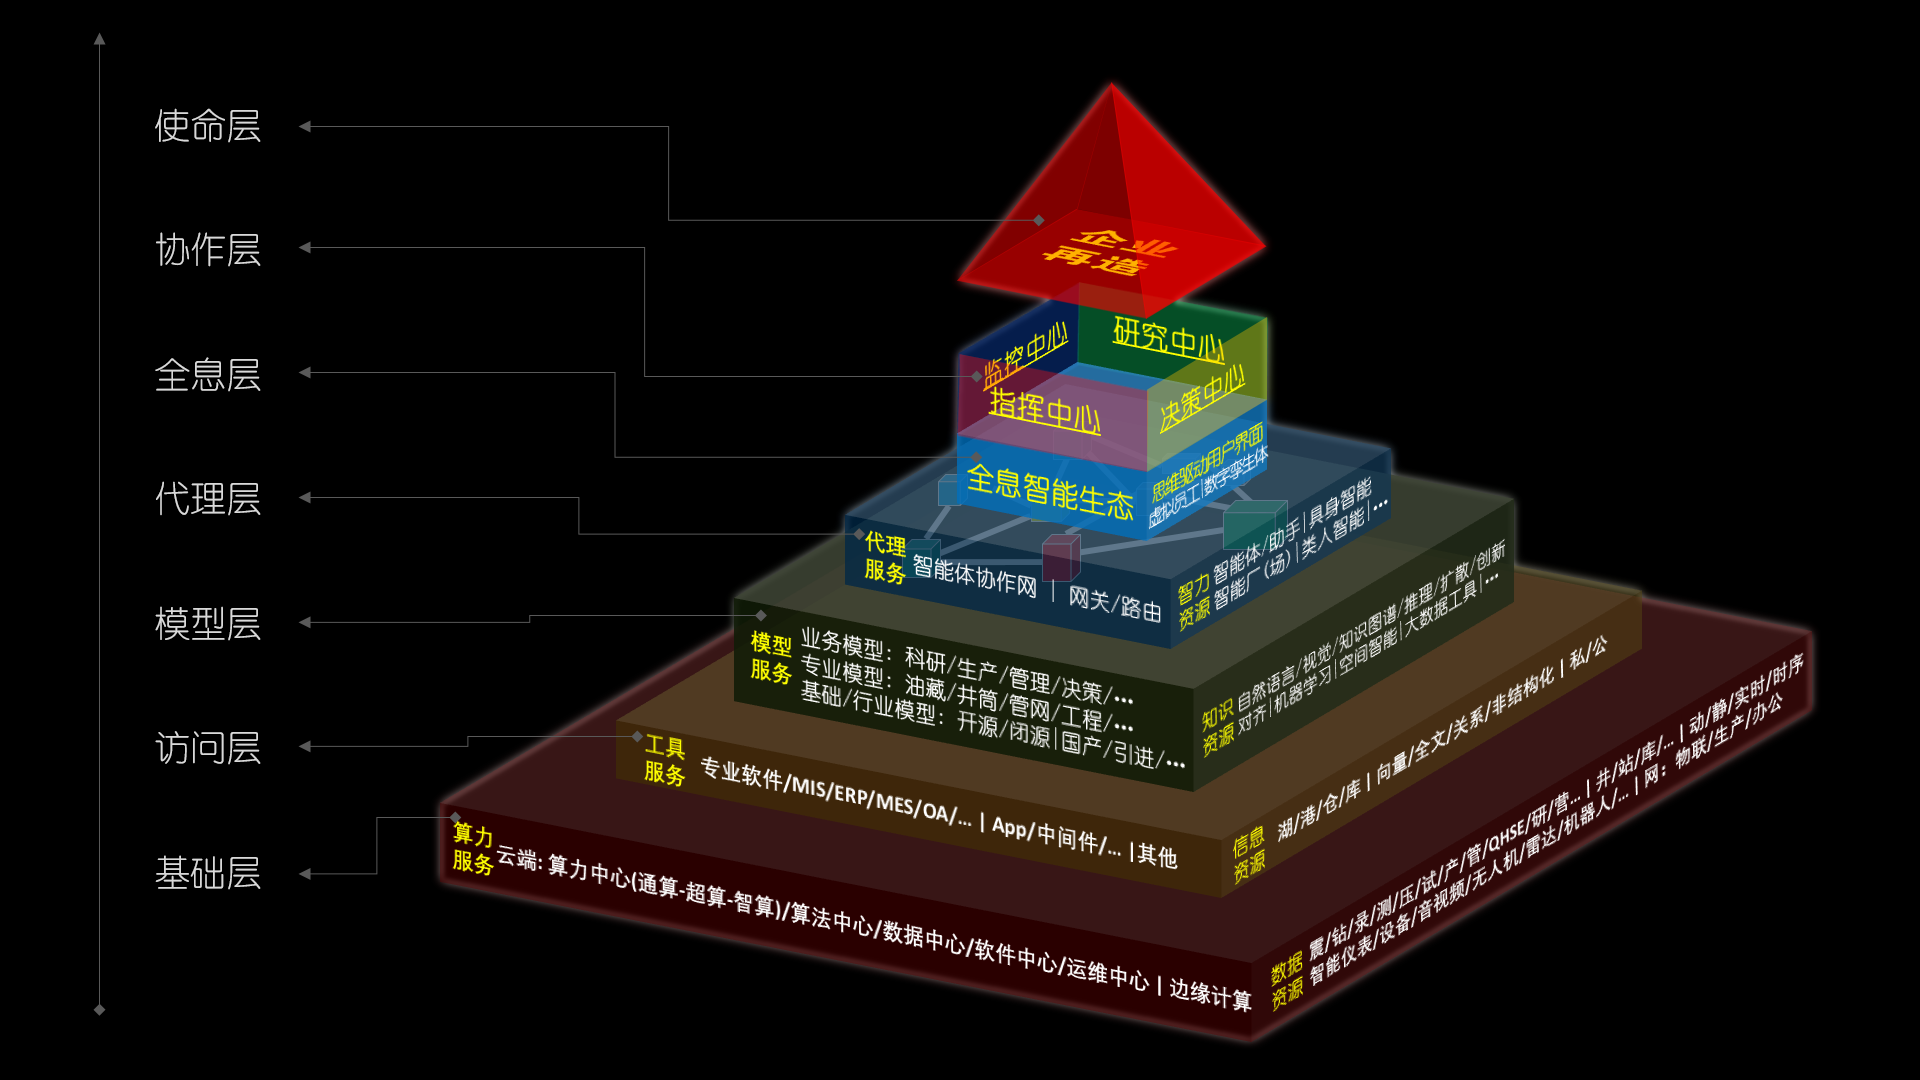 使命层
协作层
全息层
代理层
模型层
访问层
基础层
企业
再造
监控中心
研究中心
指挥中心
决策中心
全息智能生态
思维驱动用户界面
虚拟员工|数字孪生体
代理
服务
智能体协作网 | 网关/路由
智力
资源
智能体/助手|具身智能
智能厂(场)|类人智能|...
模型
服务
业务模型：科研/生产/管理/决策/...
专业模型：油藏/井筒/管网/工程/...
基础/行业模型：开源/闭源|国产/引进/...
知识
资源
自然语言/视觉/知识图谱/推理/扩散/创新
对齐|机器学习|空间智能|大数据工具|...
工具
服务
专业软件/MIS/ERP/MES/OA/... | App/中间件/... |其他
信息
资源
湖/港/仓/库 | 向量/全文/关系/非结构化 | 私/公
算力
服务
云端: 算力中心(通算-超算-智算)/算法中心/数据中心/软件中心/运维中心 | 边缘计算
数据
资源
震/钻/录/测/压/试/产/管/QHSE/研/营... | 井/站/库/... | 动/静/实时/时序
智能仪表/设备/音视频/无人机/雷达/机器人/... | 网：物联/生产/办公